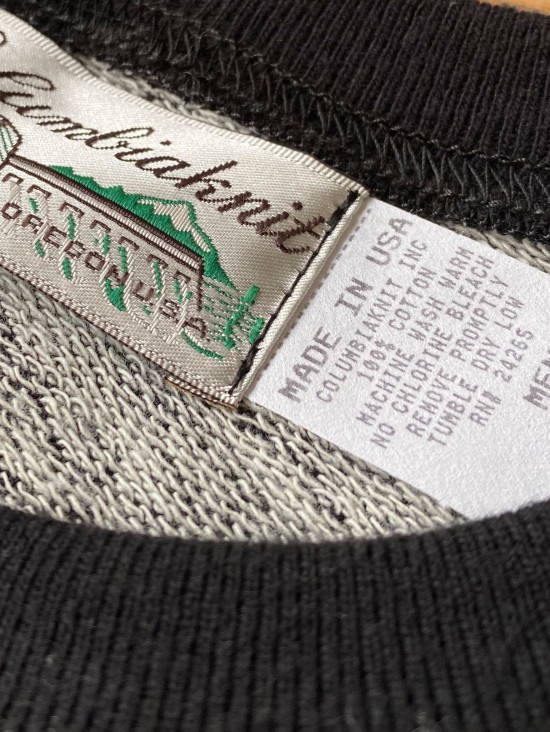 Columbiaknit
OREGON USA
MADE IN USA
COLUMBIAKNIT INC
100% COTTON
MACHINE WASH WARM
NO CHLORINE BLEACH
REMOVE PROMPTLY
TUMBLE DRY LOW
RN# 24265